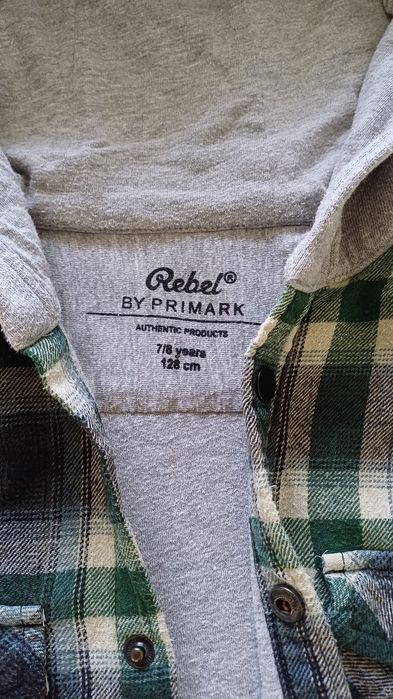 Rebel®
BY PRIMARK
AUTHENTIC PRODUCTS
7/8 years
128 cm